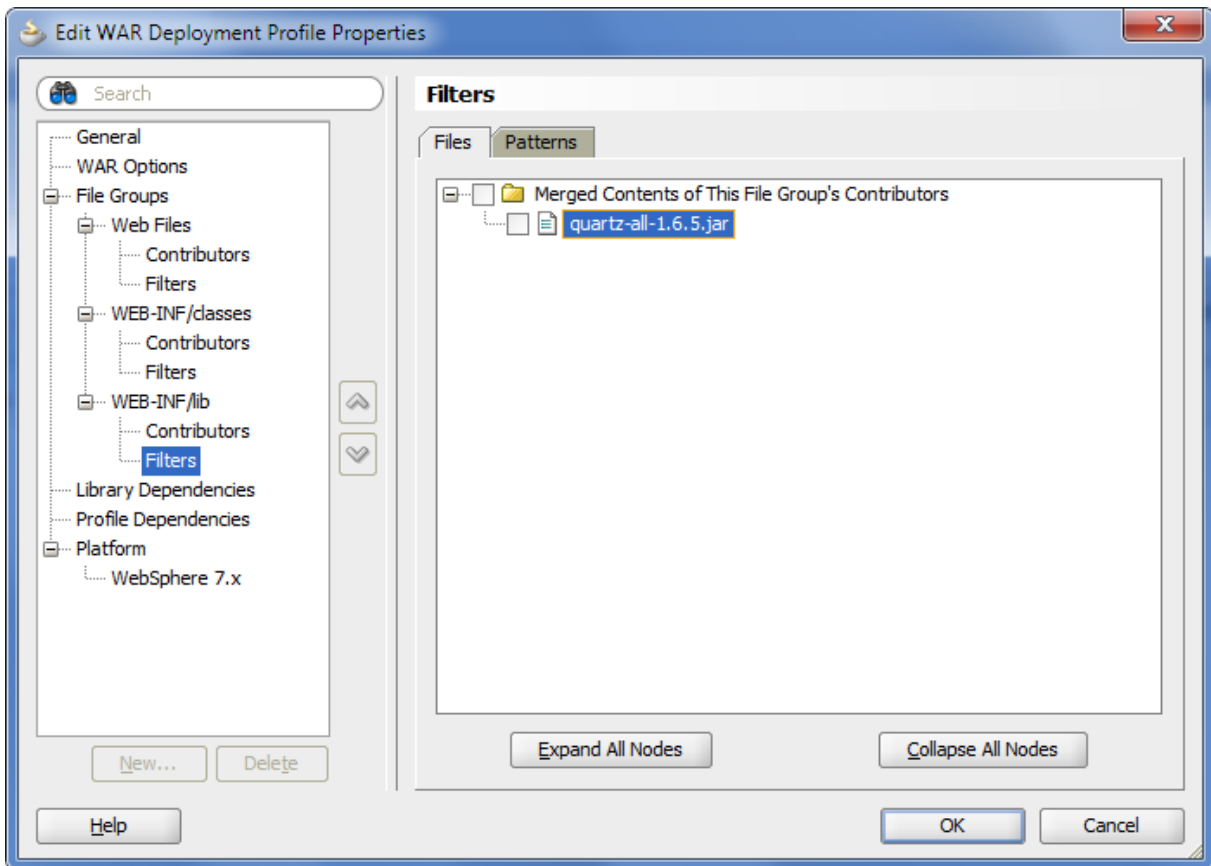 Edit WAR Deployment Profile Properties
Search
General
WAR Options
File Groups
Web Files
Contributors
Filters
WEB-INF/classes
Contributors
Filters
WEB-INF/lib
Contributors
Filters
Library Dependencies
Profile Dependencies
Platform
WebSphere 7.x
New...
Delete
Filters
Files
Patterns
Merged Contents of This File Group's Contributors
quartz-all-1.6.5.jar
Expand All Nodes
Collapse All Nodes
Help
OK
Cancel